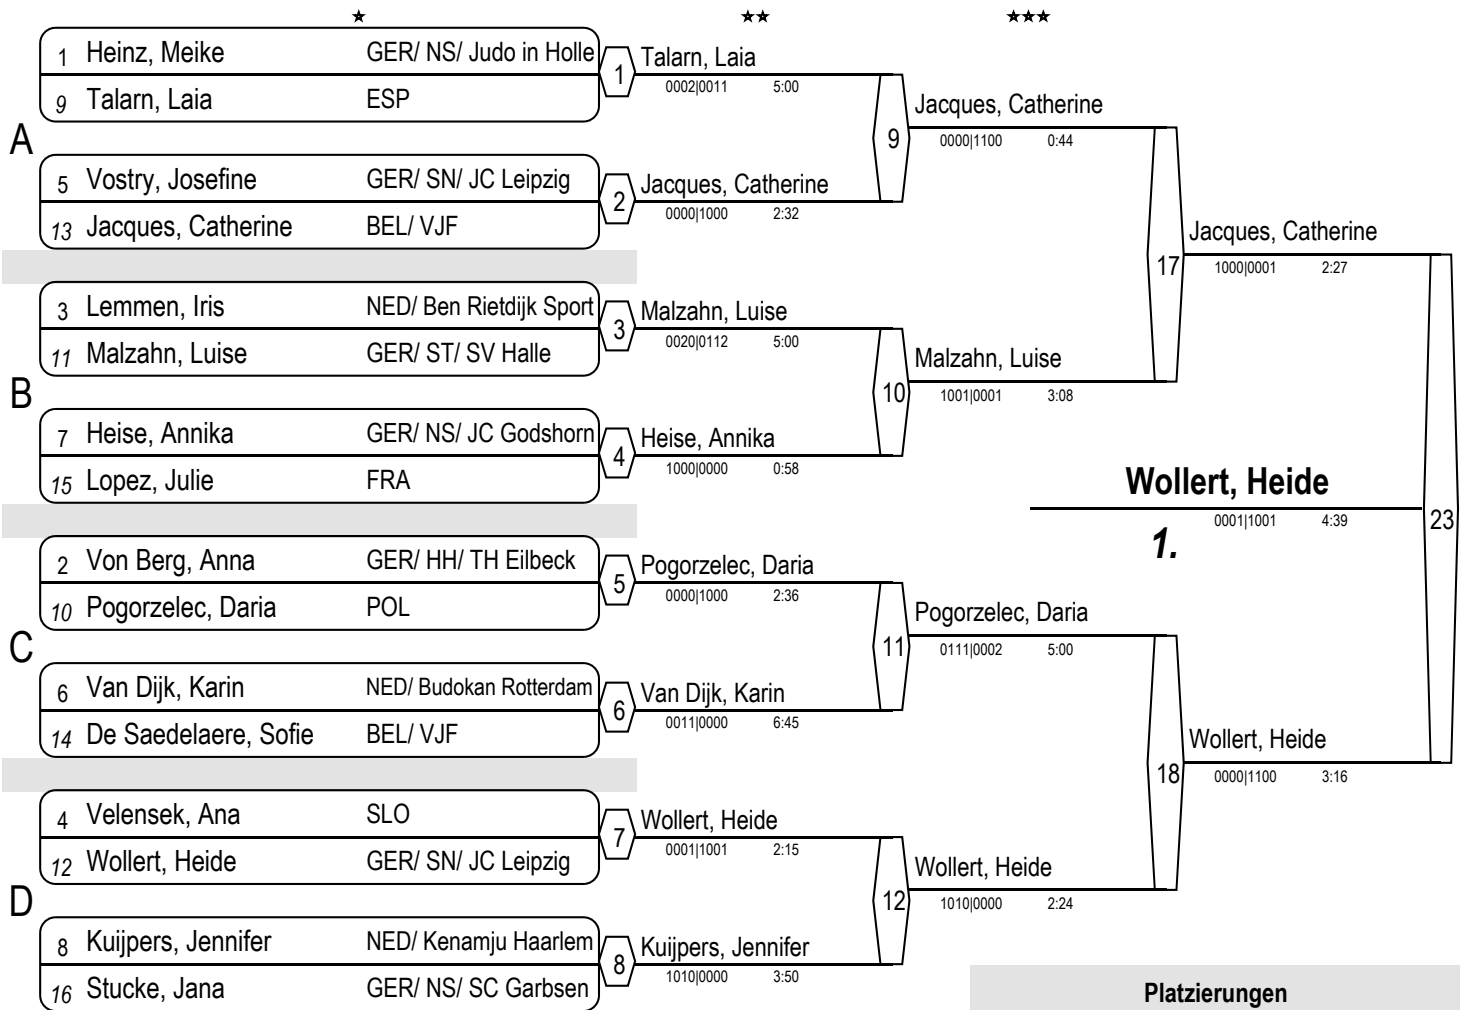 1 Heinz, Meike GER/ NS/ Judo in Holle
9 Talarn, Laia ESP
1 Talarn, Laia
0002|0011 5:00
A
5 Vostry, Josefine GER/ SN/ JC Leipzig
13 Jacques, Catherine BEL/ VJF
2 Jacques, Catherine
0000|1000 2:32
9 Jacques, Catherine
0000|1100 0:44
3 Lemmen, Iris NED/ Ben Rietdijk Sport
11 Malzahn, Luise GER/ ST/ SV Halle
3 Malzahn, Luise
0020|0112 5:00
B
7 Heise, Annika GER/ NS/ JC Godshorn
15 Lopez, Julie FRA
4 Heise, Annika
1000|0000 0:58
10 Malzahn, Luise
1001|0001 3:08
17 Jacques, Catherine
1000|0001 2:27
2 Von Berg, Anna GER/ HH/ TH Eilbeck
10 Pogorzelec, Daria POL
5 Pogorzelec, Daria
0000|1000 2:36
C
6 Van Dijk, Karin NED/ Budokan Rotterdam
14 De Saedelaere, Sofie BEL/ VJF
6 Van Dijk, Karin
0011|0000 6:45
11 Pogorzelec, Daria
0111|0002 5:00
4 Velensek, Ana SLO
12 Wollert, Heide GER/ SN/ JC Leipzig
7 Wollert, Heide
0001|1001 2:15
D
8 Kuijpers, Jennifer NED/ Kenamju Haarlem
16 Stucke, Jana GER/ NS/ SC Garbsen
8 Kuijpers, Jennifer
1010|0000 3:50
12 Wollert, Heide
1010|0000 2:24
18 Wollert, Heide
0000|1100 3:16
Wollert, Heide
0001|1001 4:39
23
1.
Platzierungen